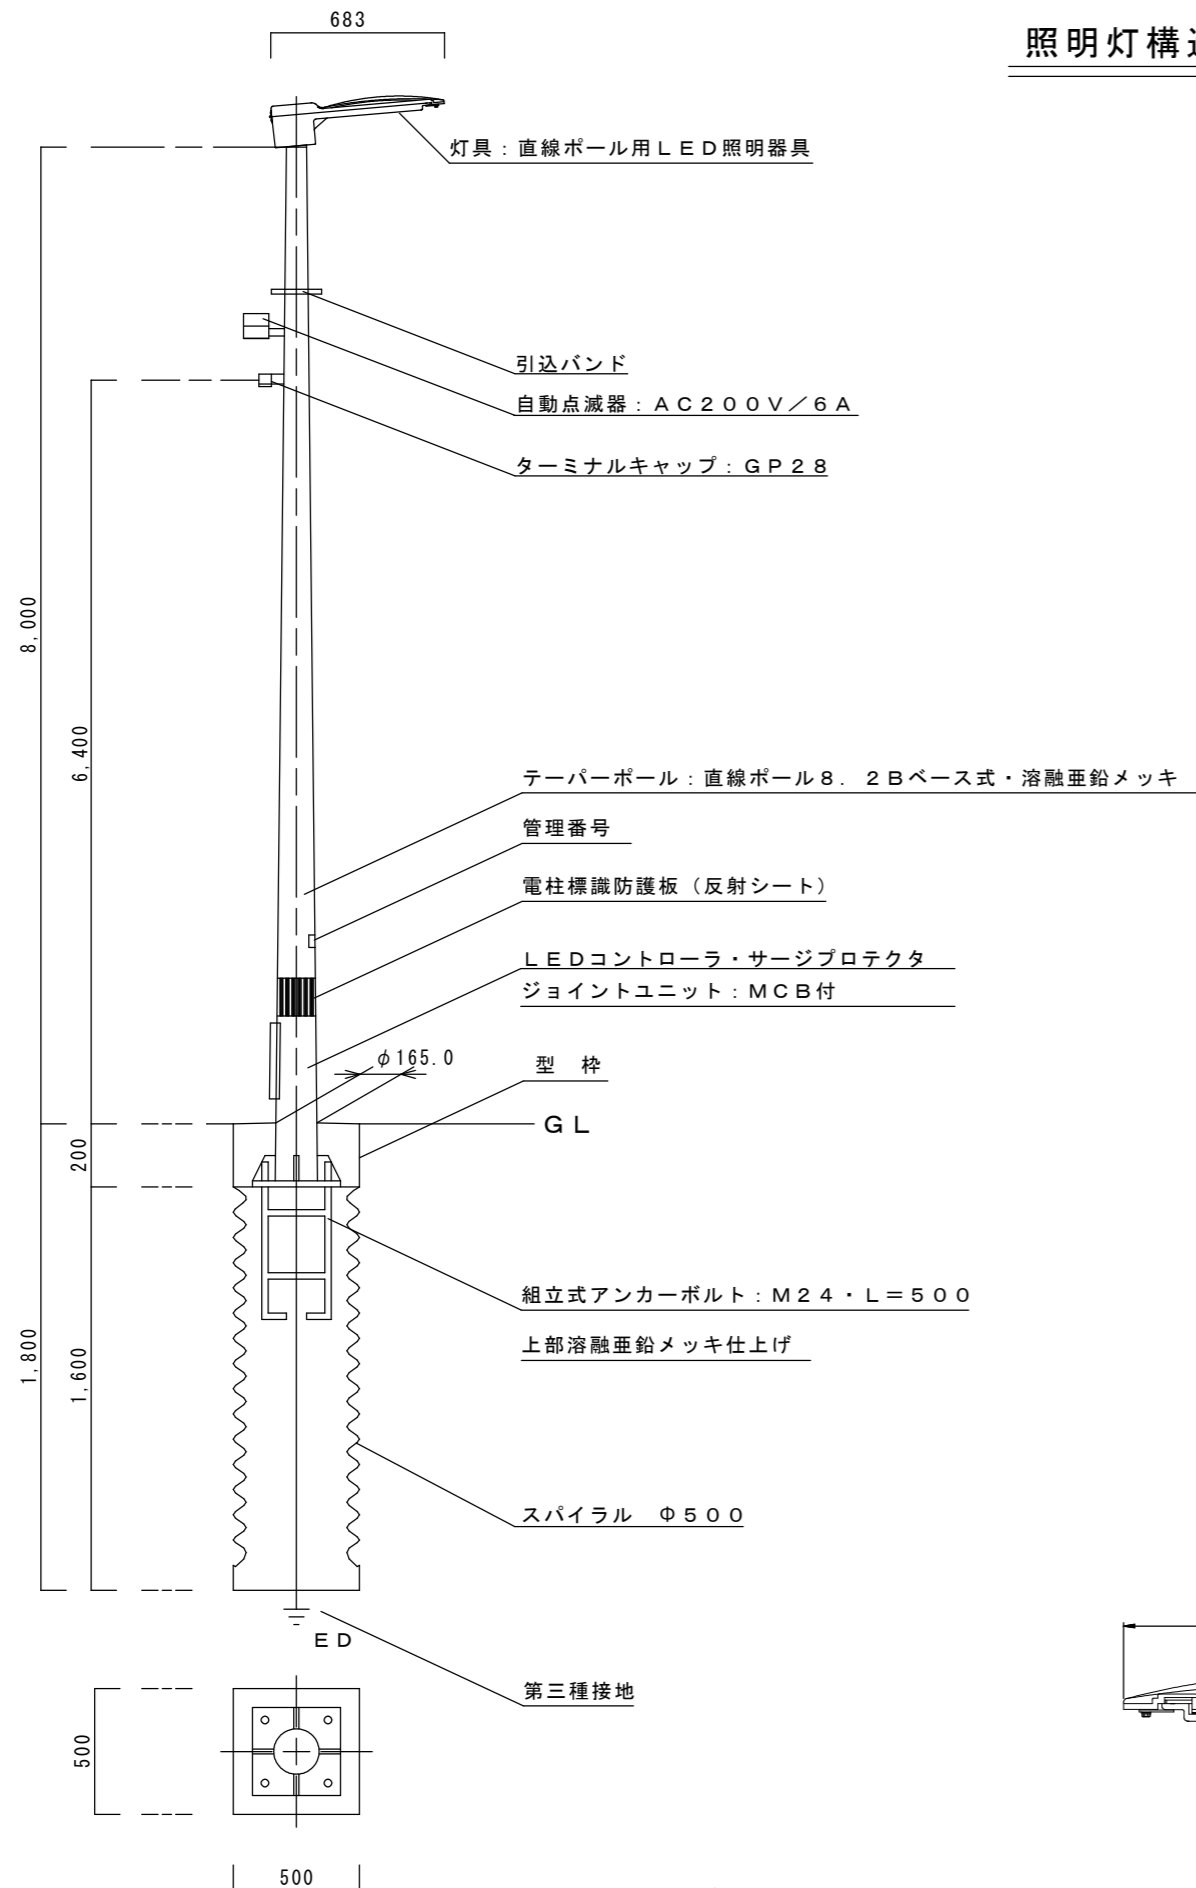 683
照明灯構
灯具：直線ポール用ＬＥＤ照明器具
引込バンド
自動点滅器：ＡＣ２００Ｖ／６Ａ
ターミナルキャップ：ＧＰ２８
8,000
6,400
テーパーポール：直線ポール８．２Ｂベース式・溶融亜鉛メッキ
管理番号
電柱標識防護板（反射シート）
ＬＥＤコントローラ・サージプロテクタ
ジョイントユニット：ＭＣＢ付
φ165.0
型　枠
ＧＬ
200
組立式アンカーボルト：Ｍ２４・Ｌ＝５００
上部溶融亜鉛メッキ仕上げ
1,800
1,600
スパイラル　Φ５００
ＥＤ
第三種接地
500
500